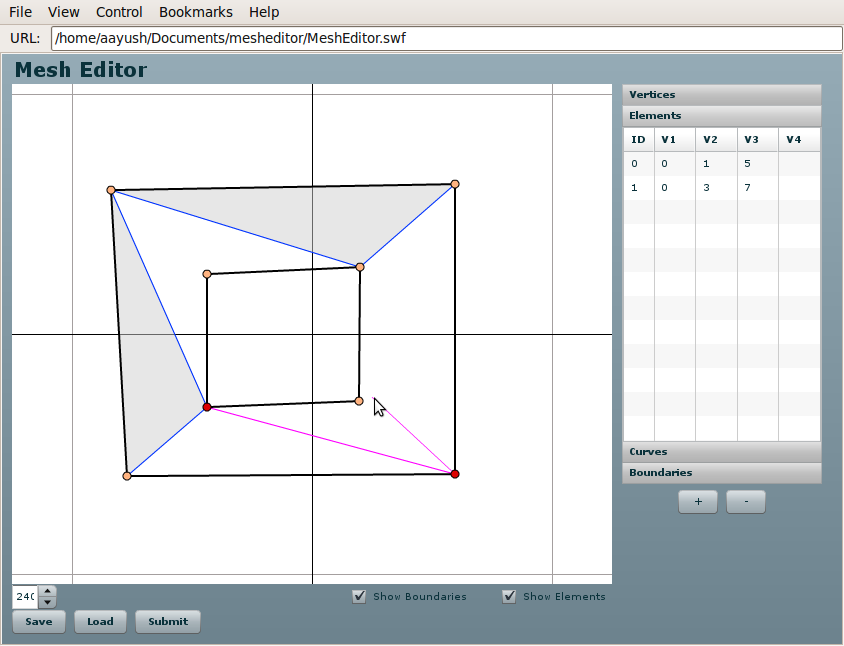 File View Control Bookmarks Help
URL: /home/aayush/Documents/mesheditor/MeshEditor.swf
Mesh Editor
Vertices
Elements
ID V1 V2 V3 V4
0 0 1 5
1 0 3 7
Curves
Boundaries
+ -
240 Show Boundaries Show Elements
Save Load Submit